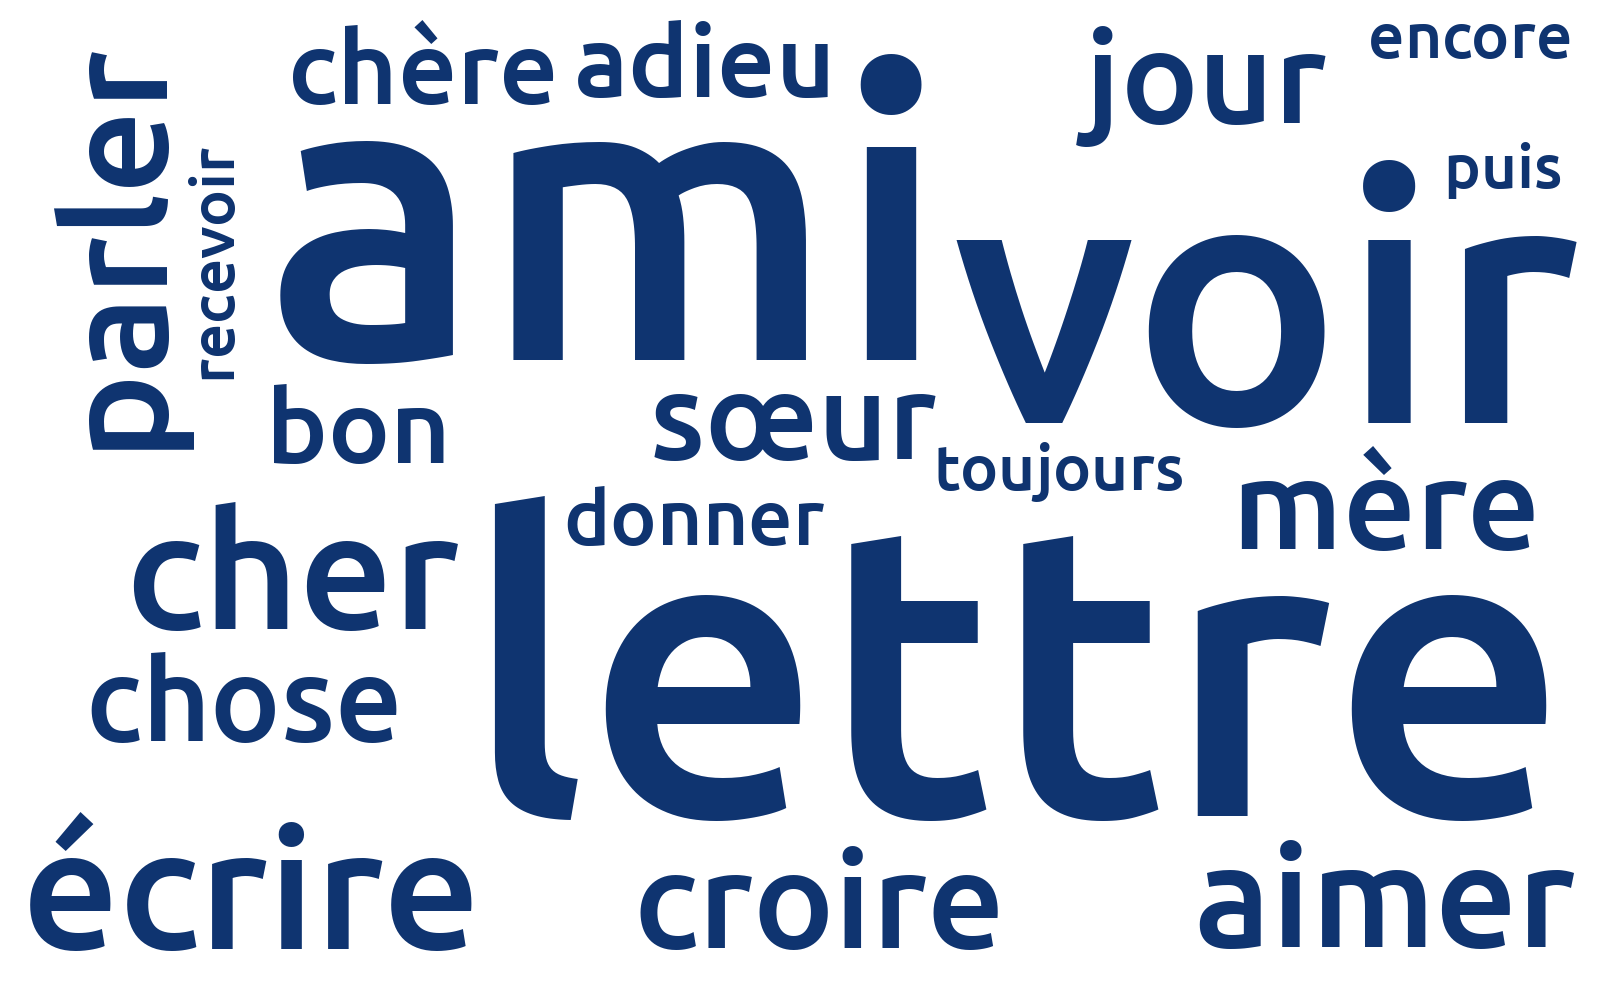 chère
adieu
jour
encore
parler
recevoir
ami
puis
voir
bon
sœur
toujours
mère
donner
cher
lettre
chose
écrire
croire
aimer